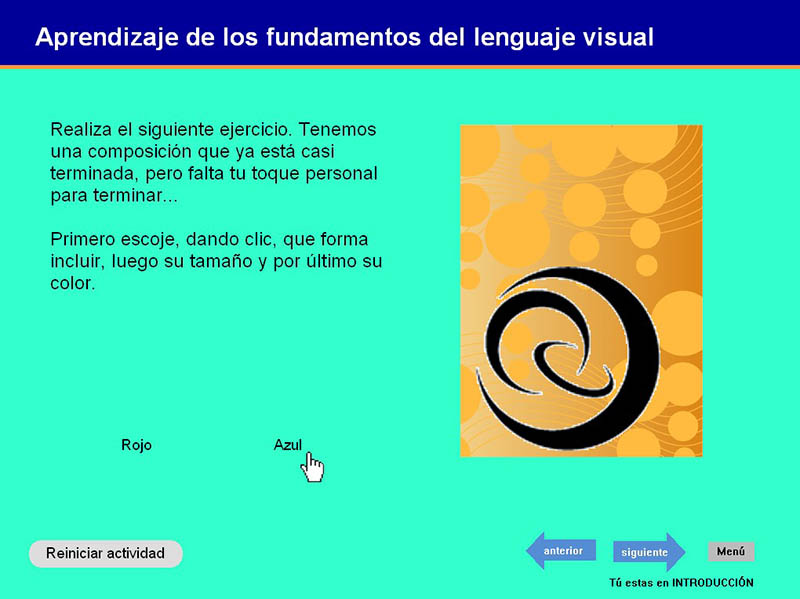 Aprendizaje de los fundamentos del lenguaje visual
Realiza el siguiente ejercicio. Tenemos
una composición que ya está casi
terminada, pero falta tu toque personal
para terminar...
Primero escoje, dando clic, que forma
incluir, luego su tamaño y por último su
color.
Rojo
Azul
Reiniciar actividad
anterior
siguiente
Menú
Tú estas en INTRODUCCIÓN